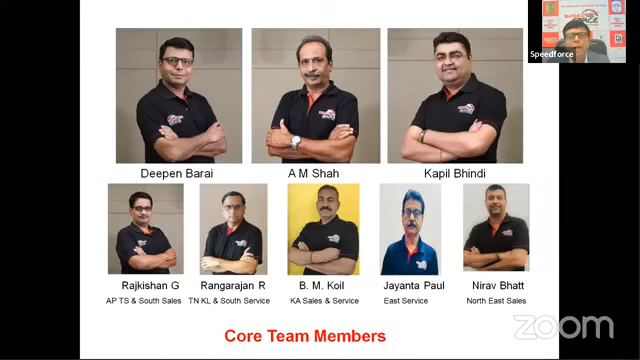 Speedforce
Deepen Barai
A M Shah
Kapil Bhindi
Rajkishan G
Rangarajan R
B. M. Koil
Jayanta Paul
Nirav Bhatt
AP TS & South Sales
TN KL & South Service
KA Sales & Service
East Service
North East Sales
Core Team Members
zoom